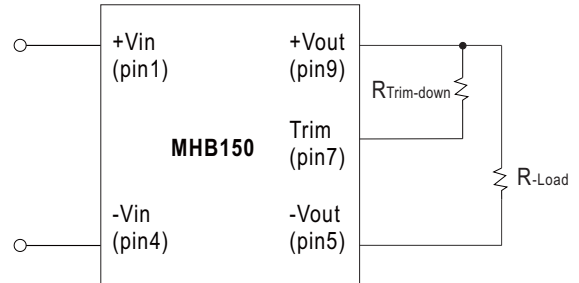 +Vin
(pin1)
+Vout
(pin9)
RTrim-down
Trim
(pin7)
MHB150
R-Load
-Vin
(pin4)
-Vout
(pin5)